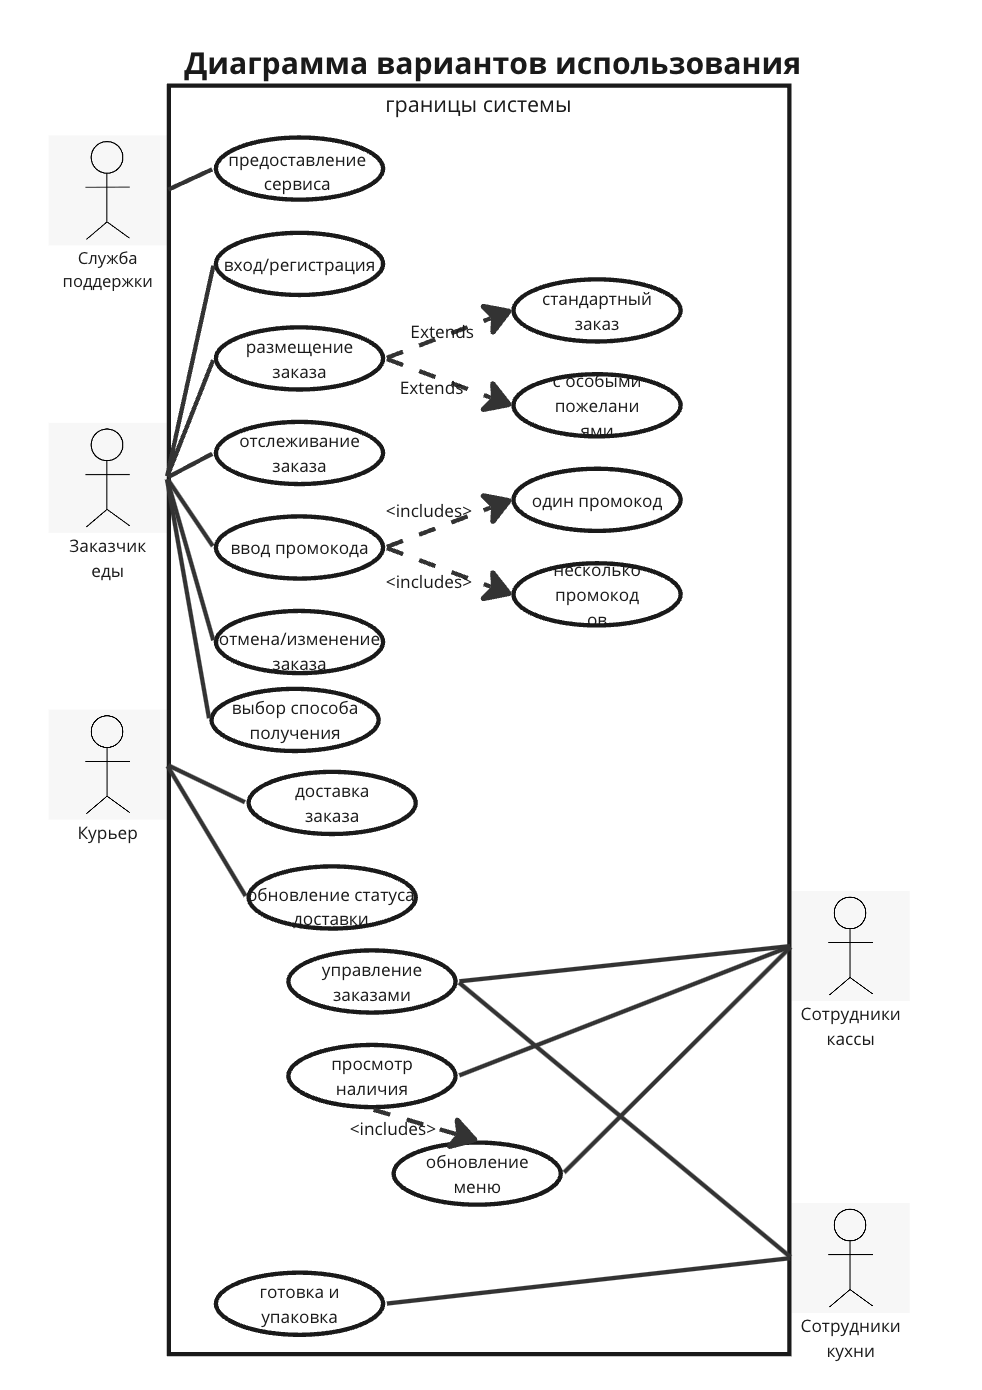 Диаграмма вариантов использования
границы системы
предоставление
сервиса
Служба
поддержки
вход/регистрация
стандартный
заказ
Extends
размещение
заказа
Extends
с особыми
пожелани
ями
отслеживание
заказа
Заказчик
еды
<includes>
один промокод
ввод промокода
<includes>
несколько
промокод
ов
отмена/изменение
заказа
выбор способа
получения
Курьер
доставка
заказа
обновление статуса
доставки
управление
заказами
Сотрудники
кассы
просмотр
наличия
<includes>
обновление
меню
готовка и
упаковка
Сотрудники
кухни